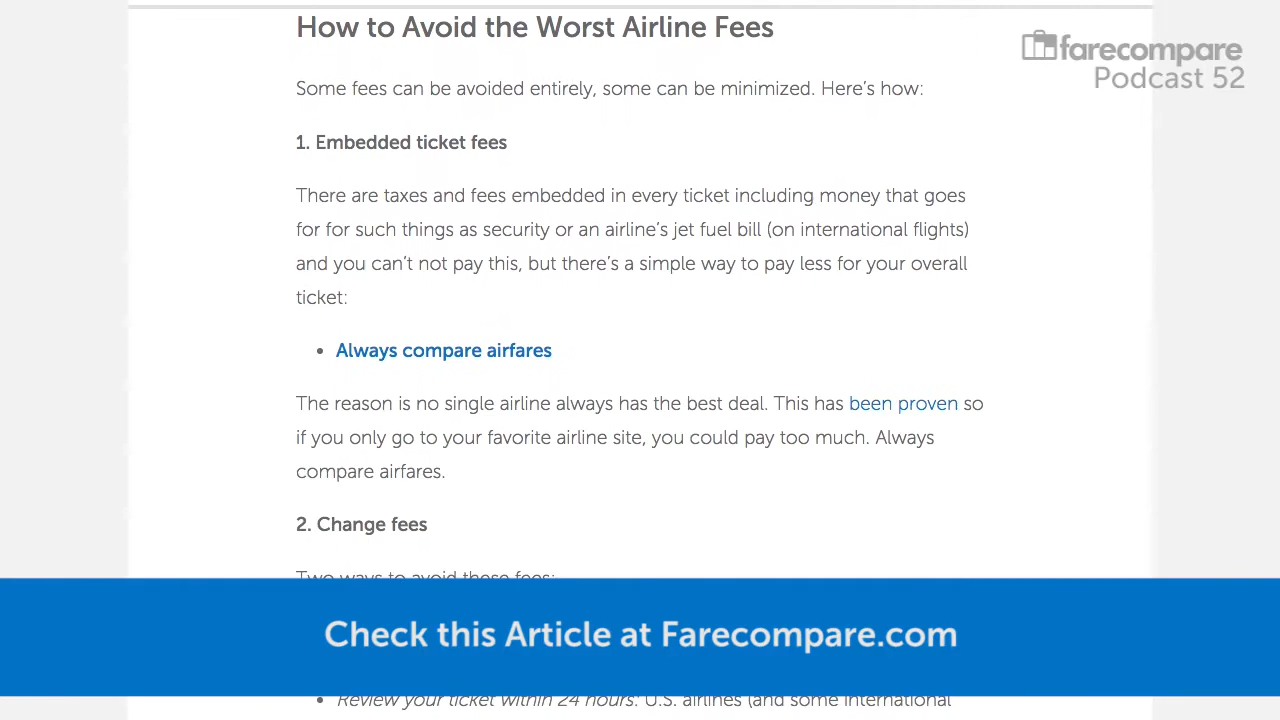 How to Avoid the Worst Airline Fees
farecompare
Podcast 52
Some fees can be avoided entirely, some can be minimized. Here's how:
1. Embedded ticket fees
There are taxes and fees embedded in every ticket including money that goes
for for such things as security or an airline's jet fuel bill (on international flights)
and you can't not pay this, but there's a simple way to pay less for your overall
ticket:
• Always compare airfares
The reason is no single airline always has the best deal. This has been proven so
if you only go to your favorite airline site, you could pay too much. Always
compare airfares.
2. Change fees
Two ways to avoid these fees:
Check this Article at Farecompare.com
• Review your ticket within 24 hours: U.S. airlines (and some international